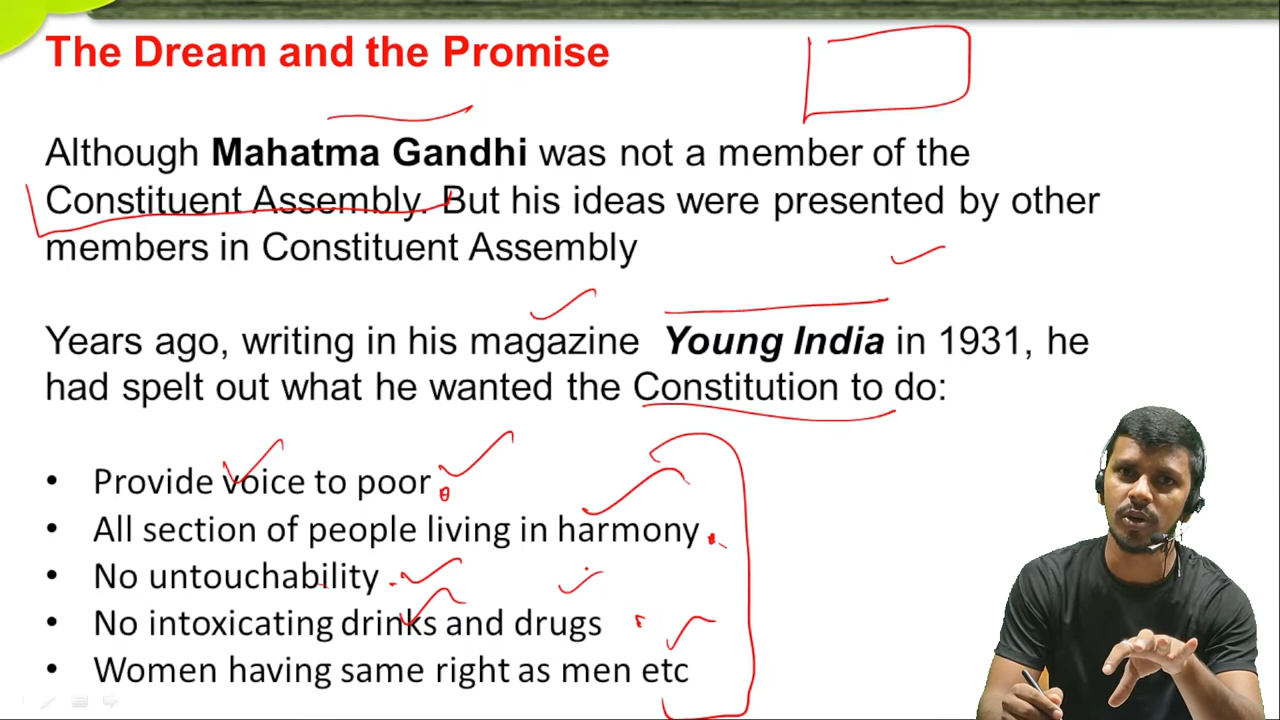 The Dream and the Promise
Although Mahatma Gandhi was not a member of the
Constituent Assembly. But his ideas were presented by other
members in Constituent Assembly
Years ago, writing in his magazine Young India in 1931, he
had spelt out what he wanted the Constitution to do:
• Provide voice to poor
• All section of people living in harmony
• No untouchability
• No intoxicating drinks and drugs
• Women having same right as men etc